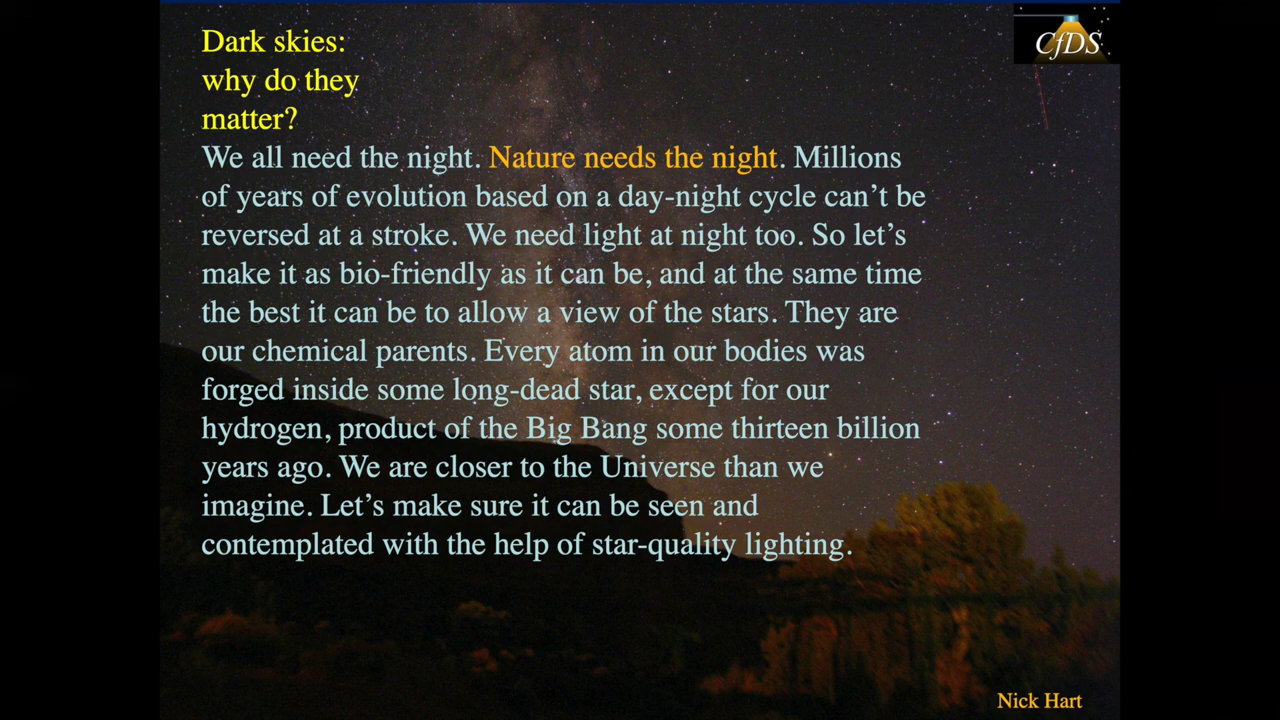 Dark skies:
why do they
matter?
We all need the night. Nature needs the night. Millions
of years of evolution based on a day-night cycle can’t be
reversed at a stroke. We need light at night too. So let’s
make it as bio-friendly as it can be, and at the same time
the best it can be to allow a view of the stars. They are
our chemical parents. Every atom in our bodies was
forged inside some long-dead star, except for our
hydrogen, product of the Big Bang some thirteen billion
years ago. We are closer to the Universe than we
imagine. Let’s make sure it can be seen and
contemplated with the help of star-quality lighting.
CfDS
Nick Hart